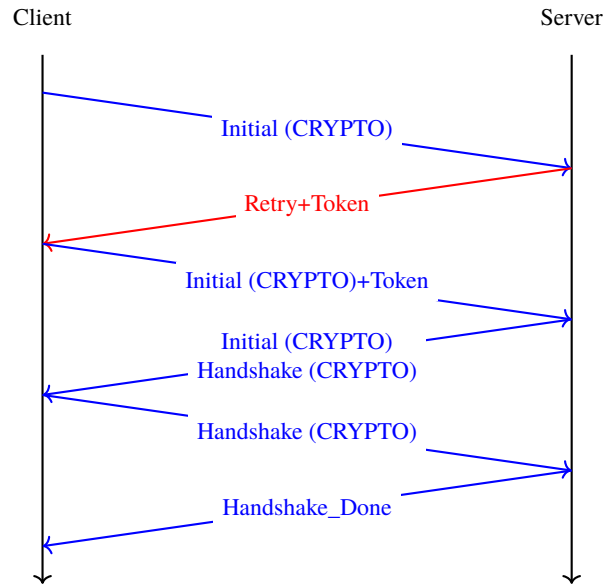 Client
Server
Initial (CRYPTO)
Retry+Token
Initial (CRYPTO)+Token
Initial (CRYPTO)
Handshake (CRYPTO)
Handshake (CRYPTO)
Handshake_Done